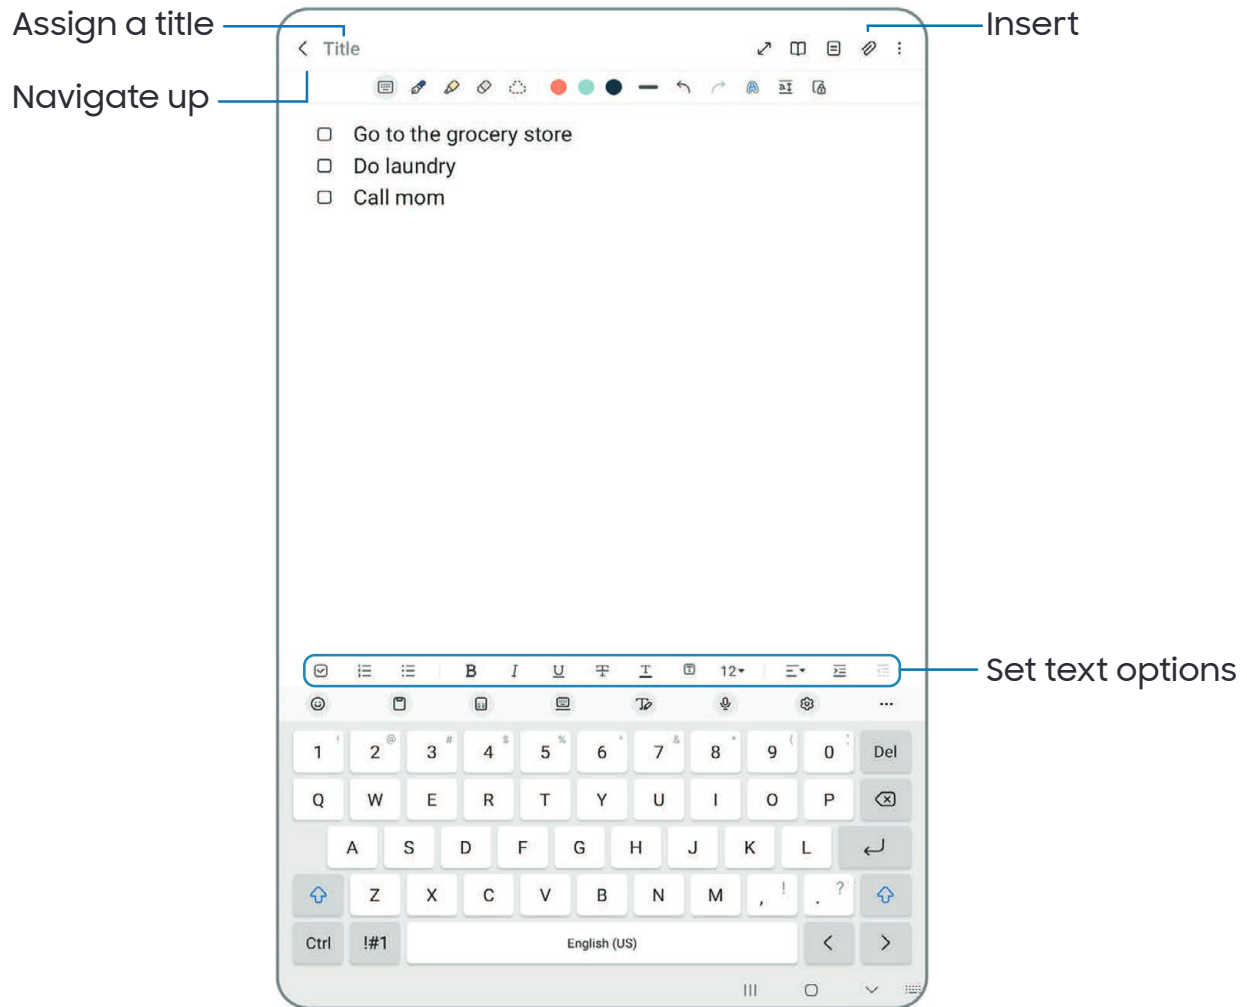 Assign a title
Insert
Title
Navigate up
Go to the grocery store
Do laundry
Call mom
B I U T T T 12
Set text options
1 ! 2 @ 3 # 4 $ 5 % 6 ^ 7 & 8 * 9 ( 0 ) Del
Q W E R T Y U I O P
A S D F G H J K L
Z X C V B N M , ! . ?
Ctrl !#1 English (US) < >